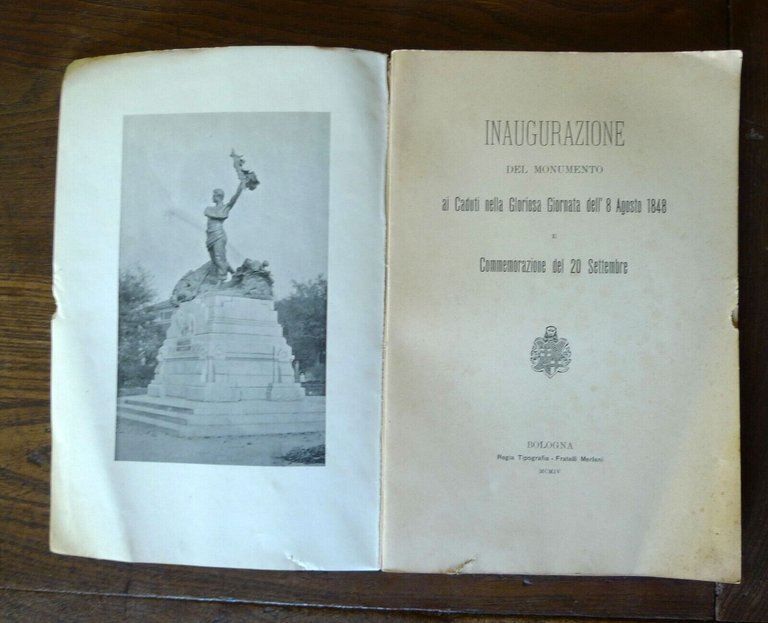 INAUGURAZIONE
DEL MONUMENTO
ai Caduti nella Gloriosa Giornata dell' 8 Agosto 1848
E
Commemorazione del 20 Settembre
BOLOGNA
Regia Tipografia - Fratelli Merlani
MCMIV